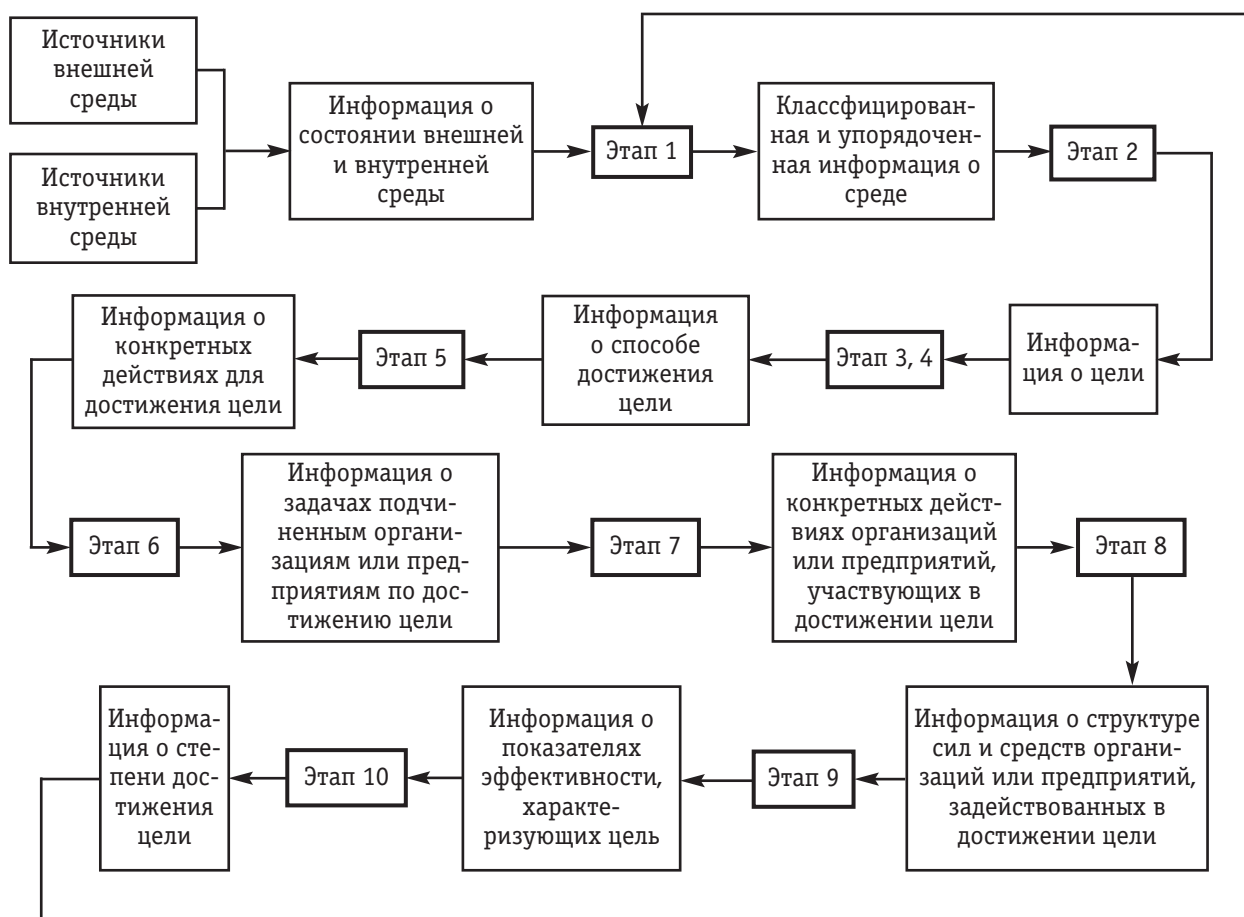 Источники
внешней
среды
Источники
внутренней
среды
Информация о
состоянии внешней
и внутренней
среды
Этап 1
Классфицирован-
ная и упорядочен-
ная информация о
среде
Этап 2
Информа-
ция о цели
Этап 3, 4
Информация
о способе
достижения
цели
Этап 5
Информация о
конкретных
действиях для
достижения цели
Этап 6
Информация о
задачах подчи-
ненным органи-
зациям или пред-
приятиям по дос-
тижению цели
Этап 7
Информация о
конкретных дейст-
виях организаций
или предприятий,
участвующих в
достижении цели
Этап 8
Информация о структуре
сил и средств органи-
заций или предприятий,
задействованных в
достижении цели
Этап 9
Информация о
показателях
эффективности,
характе-
ризующих цель
Этап 10
Информа-
ция о сте-
пени дос-
тижения
цели